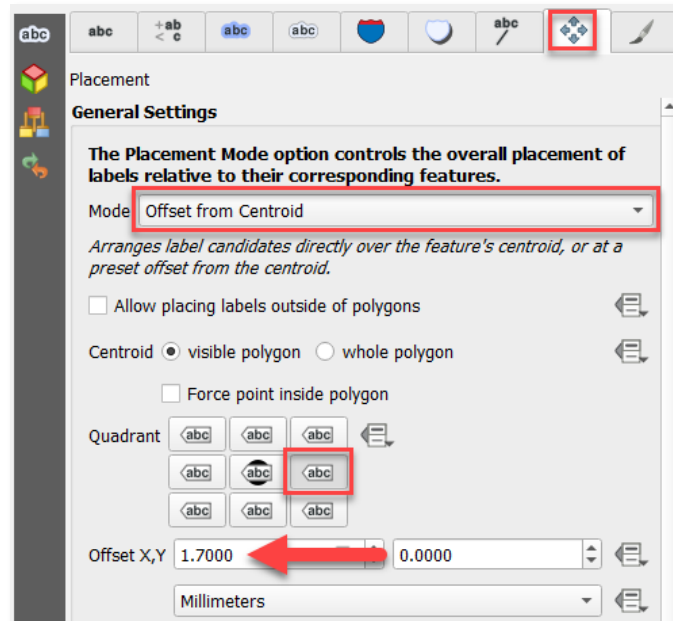 abc abc +ab < c abc abc abc
Placement
General Settings
The Placement Mode option controls the overall placement of
labels relative to their corresponding features.
Mode Offset from Centroid
Arranges label candidates directly over the feature's centroid, or at a
preset offset from the centroid.
Allow placing labels outside of polygons
Centroid visible polygon whole polygon
Force point inside polygon
Quadrant abc abc abc
abc abc abc
abc abc abc
Offset X,Y 1.7000 0.0000
Millimeters